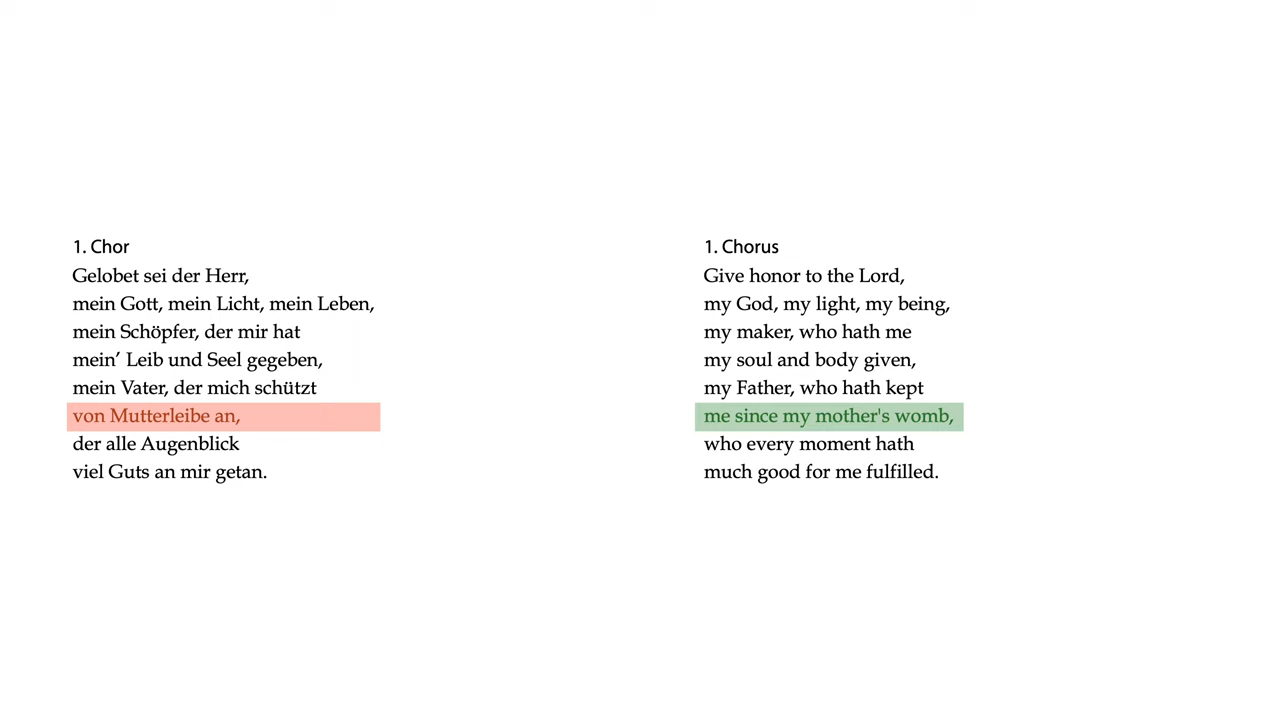 1. Chor
Gelobet sei der Herr,
mein Gott, mein Licht, mein Leben,
mein Schöpfer, der mir hat
mein’ Leib und Seel gegeben,
mein Vater, der mich schützt
von Mutterleibe an,
der alle Augenblick
viel Guts an mir getan.
1. Chorus
Give honor to the Lord,
my God, my light, my being,
my maker, who hath me
my soul and body given,
my Father, who hath kept
me since my mother's womb,
who every moment hath
much good for me fulfilled.